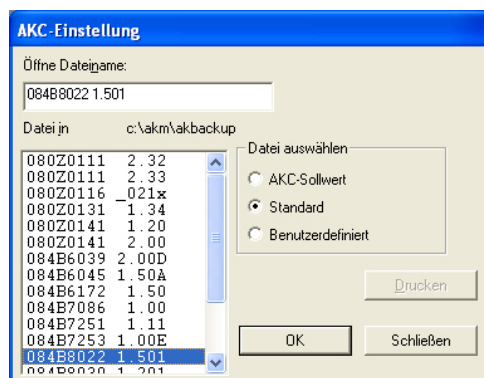 AKC-Einstellung
Öffne Dateiname:
084B8022 1.501
Datei in c:\akm\akbackup
080Z0111 2.32
080Z0111 2.33
080Z0116 _021x
080Z0131 1.34
080Z0141 1.20
080Z0141 2.00
084B6039 2.00D
084B6045 1.50A
084B6172 1.50
084B7086 1.00
084B7251 1.11
084B7253 1.00E
084B8022 1.501
084B8030 1.201
Datei auswählen
AKC-Sollwert
Standard
Benutzerdefiniert
Drucken
OK
Schließen